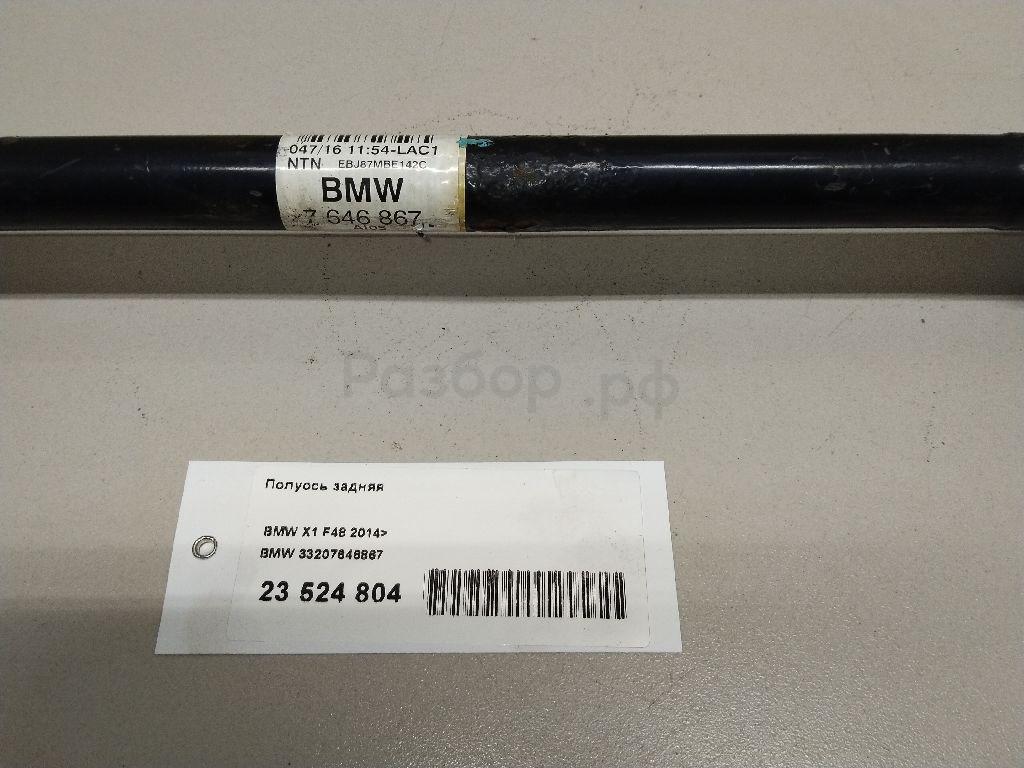 047/16 11:54-LAC1
NTN EBJ87MBE142C
BMW
7 646 867
Разбор.рф
Полуось задняя
BMW X1 F48 2014>
BMW 33207646867
23 524 804